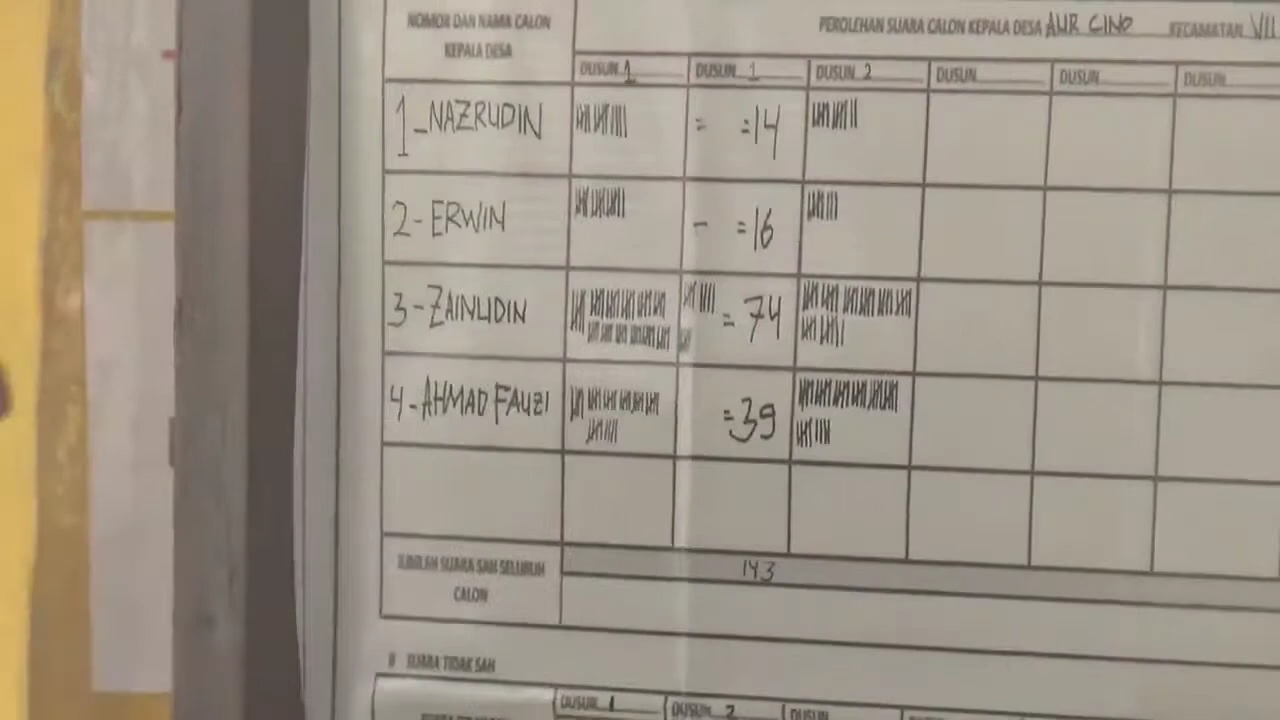 NOMOR DAN NAMA CALON
KEPALA DESA
PEROLEHAN SUARA CALON KEPALA DESA AUR CINO KECAMATAN VII
DUSUN 1
DUSUN 1
DUSUN 2
DUSUN
DUSUN
DUSUN
1-NAZRUDIN
= =14
2-ERWIN
- =16
3-ZAINUDIN
=74
4-AHMAD FAUZI
=39
JUMLAH SUARA SAH SELURUH
CALON
143
SUARA TIDAK SAH
DUSUN 1
DUSUN 2
DUSUN